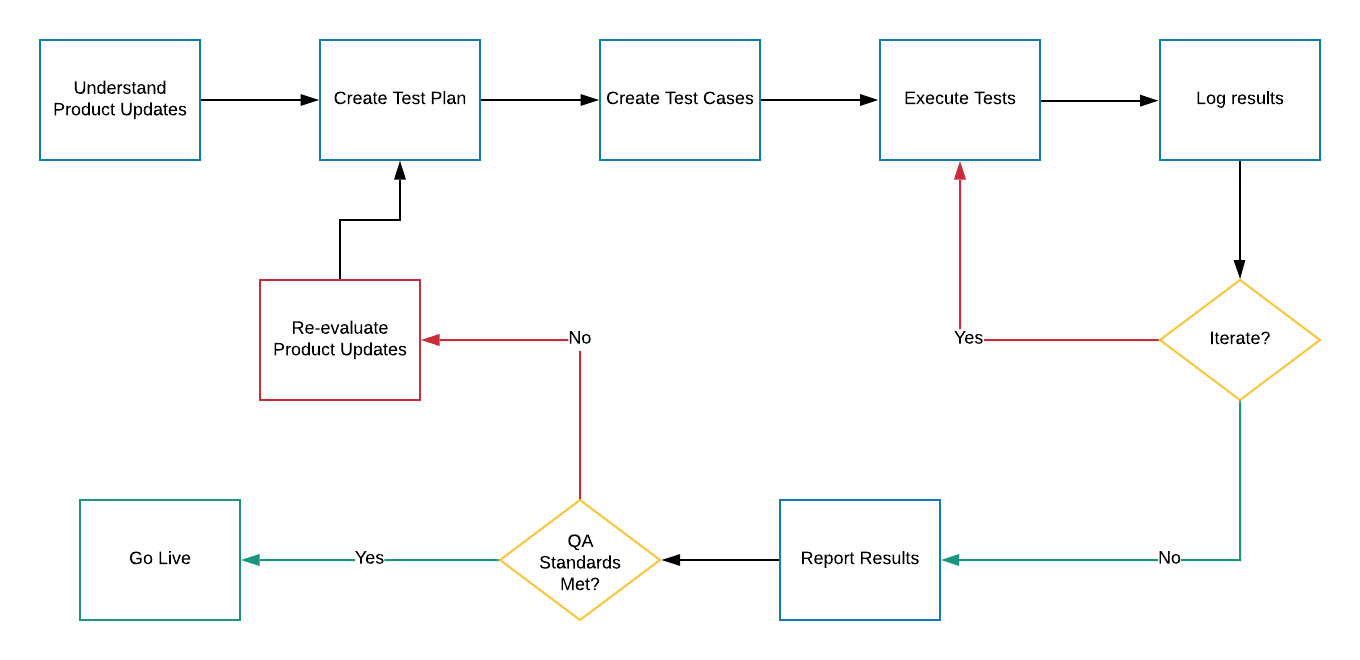 Understand
Product Updates
Create Test Plan
Create Test Cases
Execute Tests
Log results
Re-evaluate
Product Updates
No
Yes
Iterate?
Go Live
Yes
QA
Standards
Met?
Report Results
No